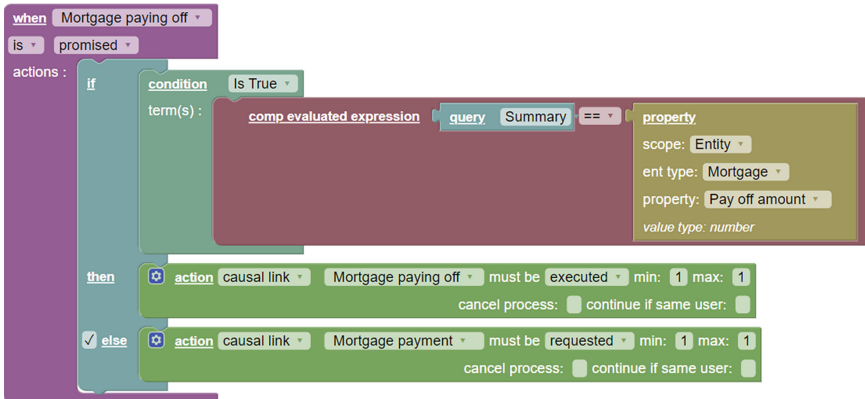 when Mortgage paying off
is promised
actions :
if
condition Is True
term(s) :
comp evaluated expression query Summary == property
scope: Entity
ent type: Mortgage
property: Pay off amount
value type: number
then action causal link Mortgage paying off must be executed min: 1 max: 1
cancel process: continue if same user:
else action causal link Mortgage payment must be requested min: 1 max: 1
cancel process: continue if same user: